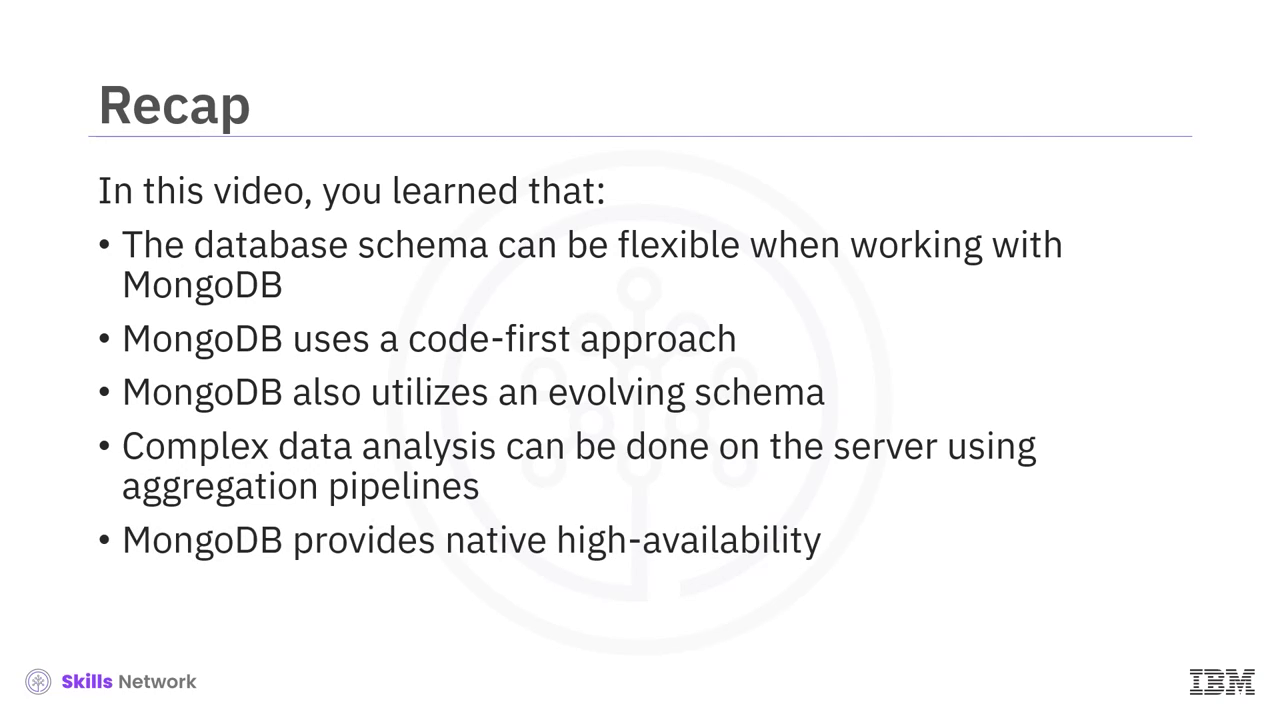 Recap
In this video, you learned that:
• The database schema can be flexible when working with
MongoDB
• MongoDB uses a code-first approach
• MongoDB also utilizes an evolving schema
• Complex data analysis can be done on the server using
aggregation pipelines
• MongoDB provides native high-availability
Skills Network
IBM